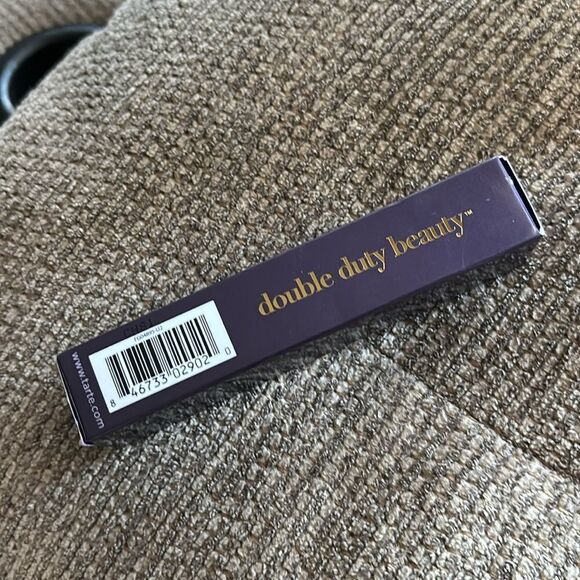 double duty beauty™
8 46733 02902 0
www.tarte.com